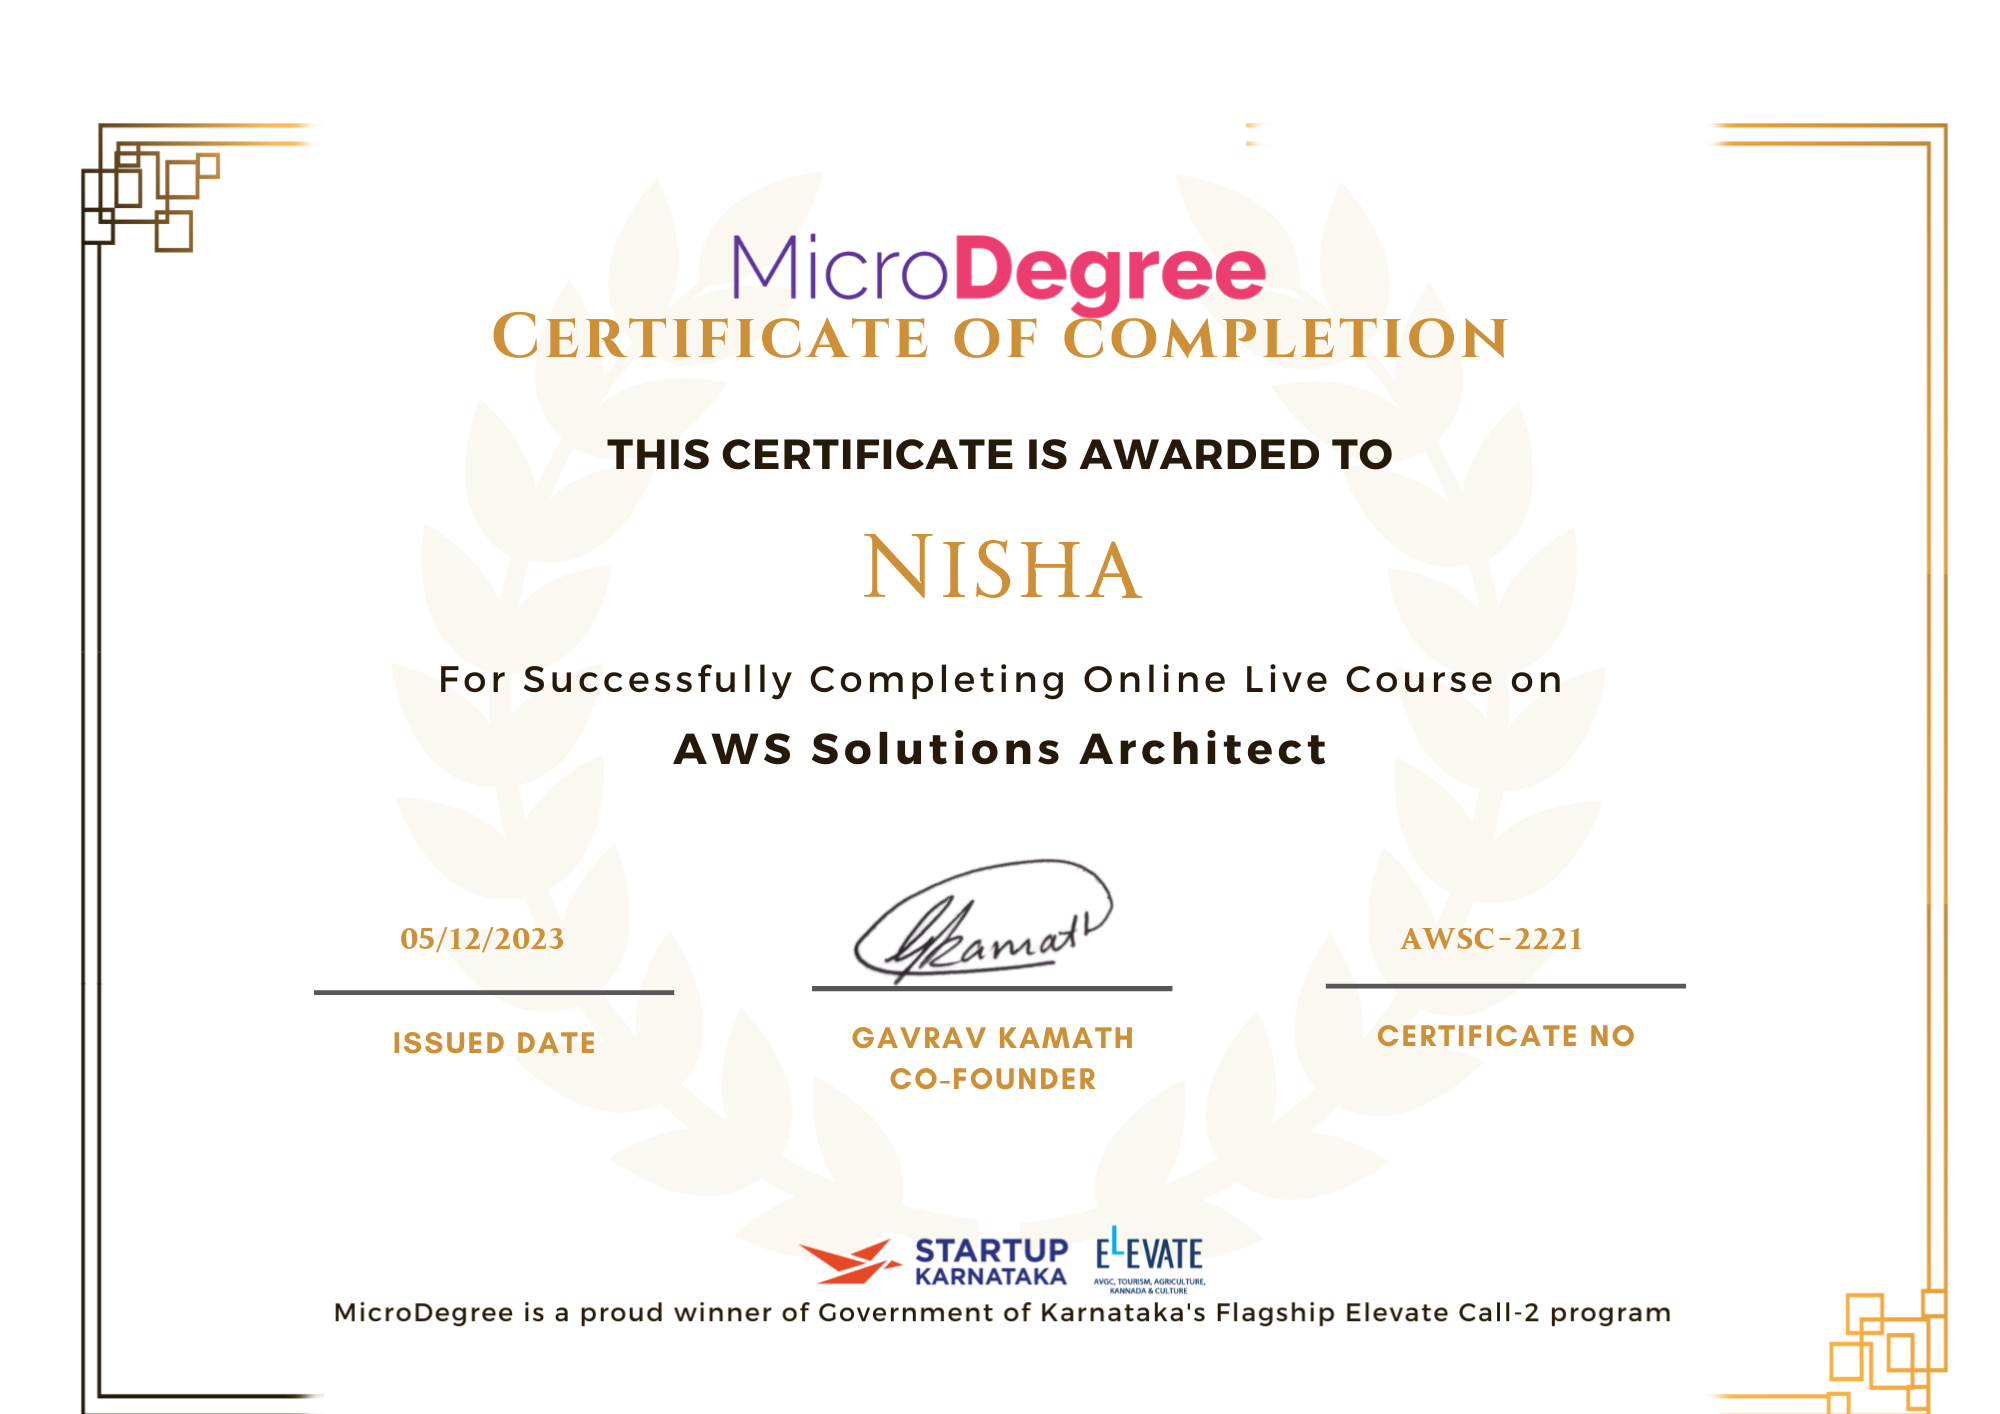 MicroDegree
Certificate of completion
THIS CERTIFICATE IS AWARDED TO
Nisha
For Successfully Completing Online Live Course on
AWS Solutions Architect
05/12/2023
ISSUED DATE
GKamath
GAVRAV KAMATH
CO-FOUNDER
AWSC-2221
CERTIFICATE NO
STARTUP
KARNATAKA
ELEVATE
AVGC, TOURISM, AGRICULTURE,
KANNADA & CULTURE
MicroDegree is a proud winner of Government of Karnataka's Flagship Elevate Call-2 program